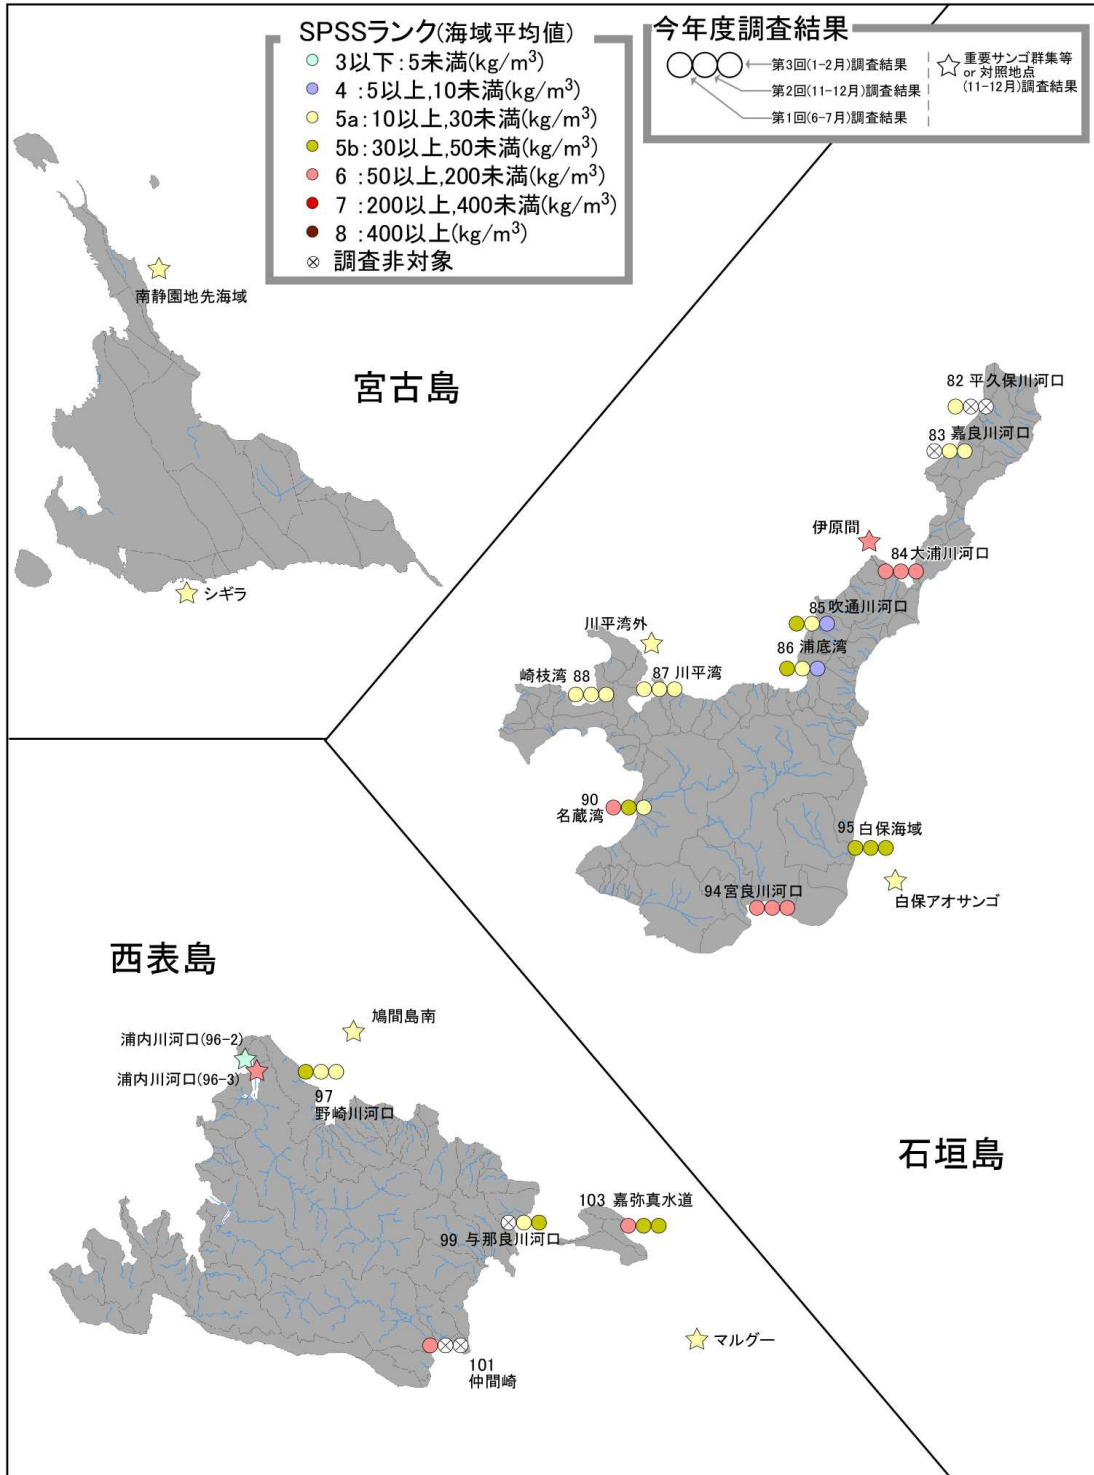 SPSSランク(海域平均値)
3以下:5未満(kg/m³)
4 :5以上,10未満(kg/m³)
5a:10以上,30未満(kg/m³)
5b:30以上,50未満(kg/m³)
6 :50以上,200未満(kg/m³)
7 :200以上,400未満(kg/m³)
8 :400以上(kg/m³)
調査非対象
今年度調査結果
第3回(1-2月)調査結果
第2回(11-12月)調査結果
第1回(6-7月)調査結果
重要サンゴ群集等
or 対照地点
(11-12月)調査結果
南静園地先海域
宮古島
シギラ
82 平久保川河口
83 嘉良川河口
伊原間
84大浦川河口
85吹通川河口
川平湾外
86 浦底湾
87 川平湾
崎枝湾 88
90
名蔵湾
95 白保海域
白保アオサンゴ
94宮良川河口
石垣島
西表島
鳩間島南
浦内川河口(96-2)
浦内川河口(96-3)
97
野崎川河口
103 嘉弥真水道
99 与那良川河口
マルグー
101
仲間崎